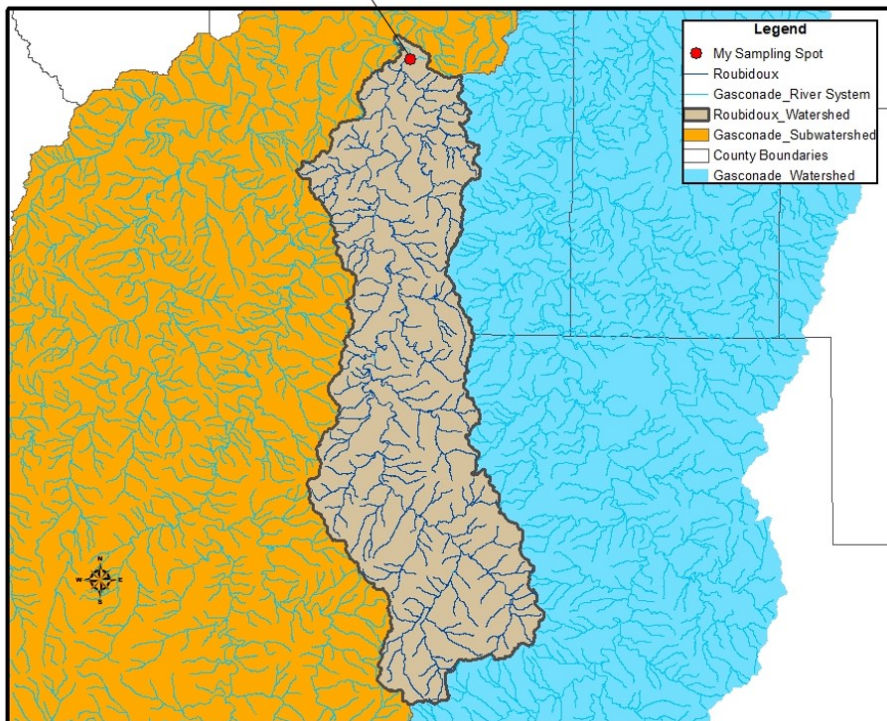 Legend
My Sampling Spot
Roubidoux
Gasconade_River System
Roubidoux_Watershed
Gasconade_Subwatershed
County Boundaries
Gasconade_Watershed
N
W E
S